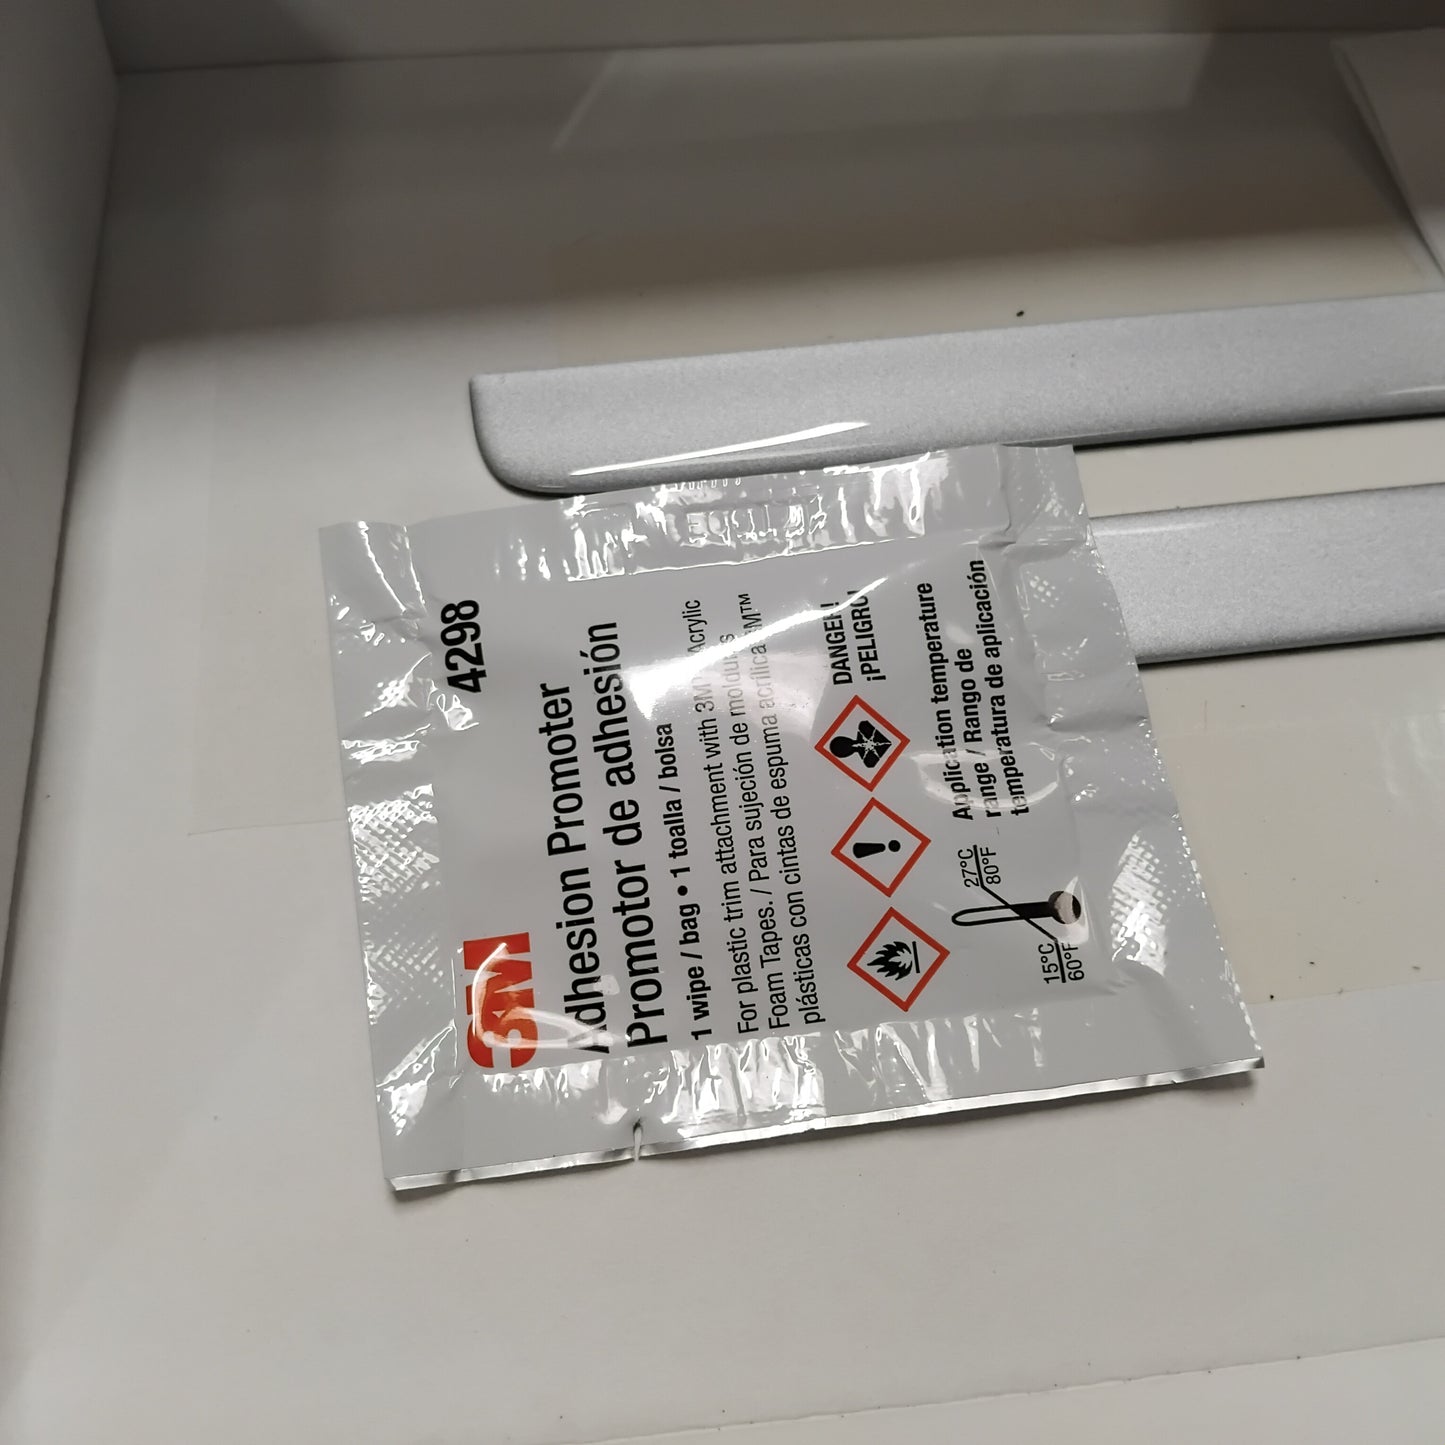 3M
4298
Adhesion Promoter
Promotor de adhesión
1 wipe / bag • 1 toalla / bolsa
For plastic trim attachment with 3M Acrylic
Foam Tapes. / Para sujeción de molduras
plásticas con cintas de espuma acrílica 3M™
DANGER!
¡PELIGRO!
Application temperature
range / Rango de
temperatura de aplicación
27°C
80°F
15°C
60°F